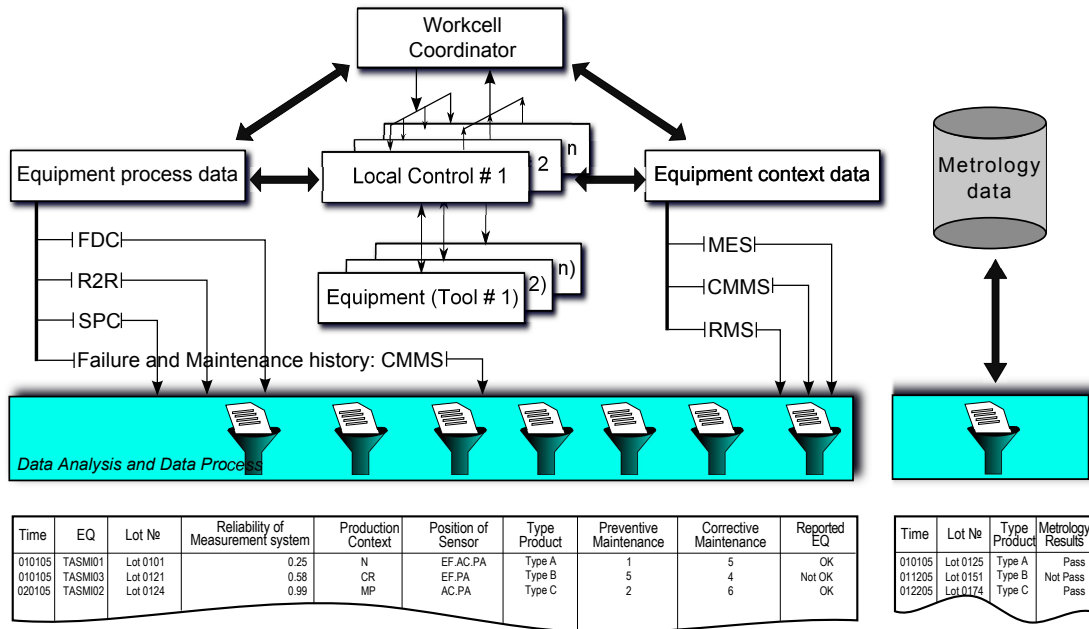 Workcell
Coordinator
n
2
Equipment process data
Local Control # 1
Equipment context data
Metrology
data
FDC
R2R
SPC
Failure and Maintenance history: CMMS
n)
2)
Equipment (Tool # 1)
MES
CMMS
RMS
Data Analysis and Data Process
Time EQ Lot № Reliability of Measurement system Production Context Position of Sensor Type Product Preventive Maintenance Corrective Maintenance Reported EQ
010105 TASMI01 Lot 0101 0.25 N EF.AC.PA Type A 1 5 OK
010105 TASMI03 Lot 0121 0.58 CR EF.PA Type B 5 4 Not OK
020105 TASMI02 Lot 0124 0.99 MP AC.PA Type C 2 6 OK
Time Lot № Type Product Metrology Results
010105 Lot 0125 Type A Pass
011205 Lot 0151 Type B Not Pass
012205 Lot 0174 Type C Pass